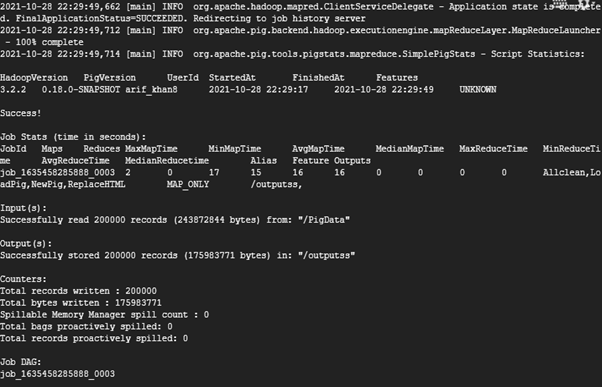 2021-10-28 22:29:49,662 [main] INFO  org.apache.hadoop.mapred.ClientServiceDelegate - Application state is complete
d. FinalApplicationStatus=SUCCEEDED. Redirecting to job history server
2021-10-28 22:29:49,712 [main] INFO  org.apache.pig.backend.hadoop.executionengine.mapReduceLayer.MapReduceLauncher
- 100% complete
2021-10-28 22:29:49,714 [main] INFO  org.apache.pig.tools.pigstats.mapreduce.SimplePigStats - Script Statistics:
HadoopVersion PigVersion UserId StartedAt FinishedAt Features
3.2.2 0.18.0-SNAPSHOT arif_khan8 2021-10-28 22:29:17 2021-10-28 22:29:49 UNKNOWN
Success!
Job Stats (time in seconds):
JobId Maps Reduces MaxMapTime MinMapTime AvgMapTime MedianMapTime MaxReduceTime MinReduceTi
me AvgReduceTime MedianReducetime Alias Feature Outputs
job_1635458285888_0003 2 0 17 15 16 16 0 0 0 0 Allclean,Lo
adPig,NewPig,ReplaceHTML MAP_ONLY /outputss,
Input(s):
Successfully read 200000 records (243872844 bytes) from: "/PigData"
Output(s):
Successfully stored 200000 records (175983771 bytes) in: "/outputss"
Counters:
Total records written : 200000
Total bytes written : 175983771
Spillable Memory Manager spill count : 0
Total bags proactively spilled: 0
Total records proactively spilled: 0
Job DAG:
job_1635458285888_0003